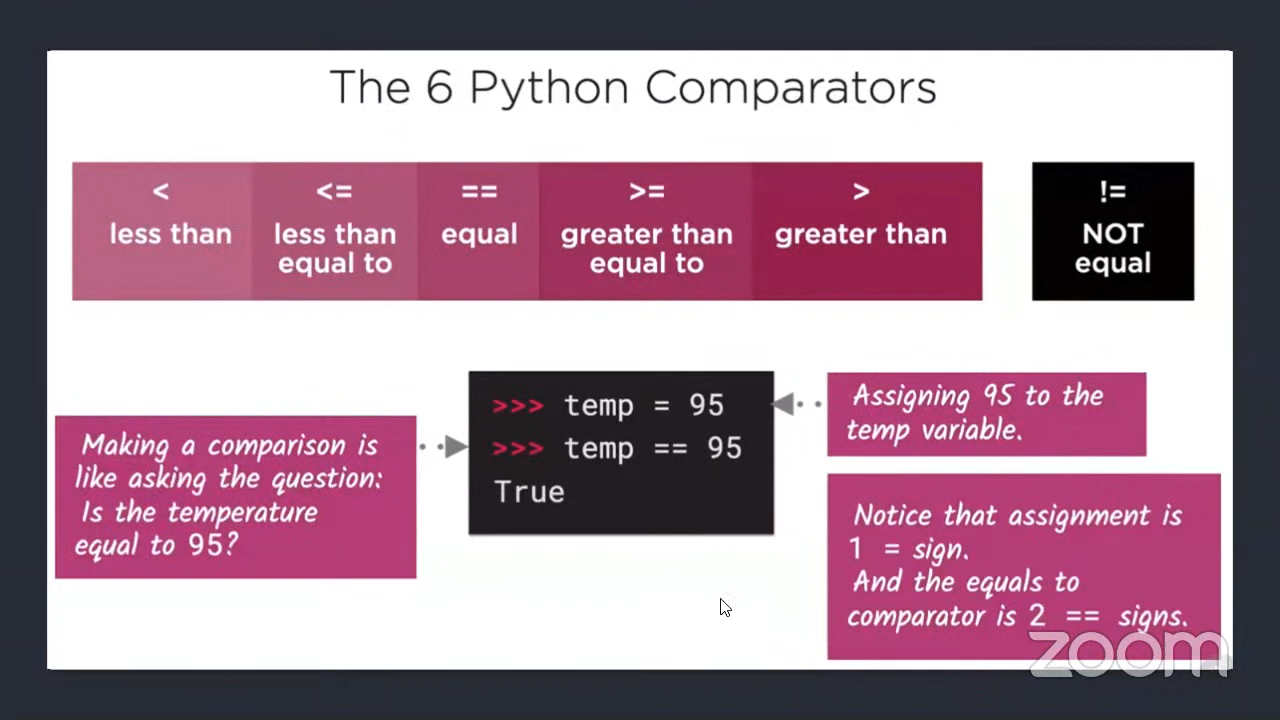 The 6 Python Comparators
< <= == >= > !=
less than less than equal greater than greater than NOT
equal to equal to equal
>>> temp = 95
>>> temp == 95
True
Making a comparison is
like asking the question:
Is the temperature
equal to 95?
Assigning 95 to the
temp variable.
Notice that assignment is
1 = sign.
And the equals to
comparator is 2 == signs.
zoom